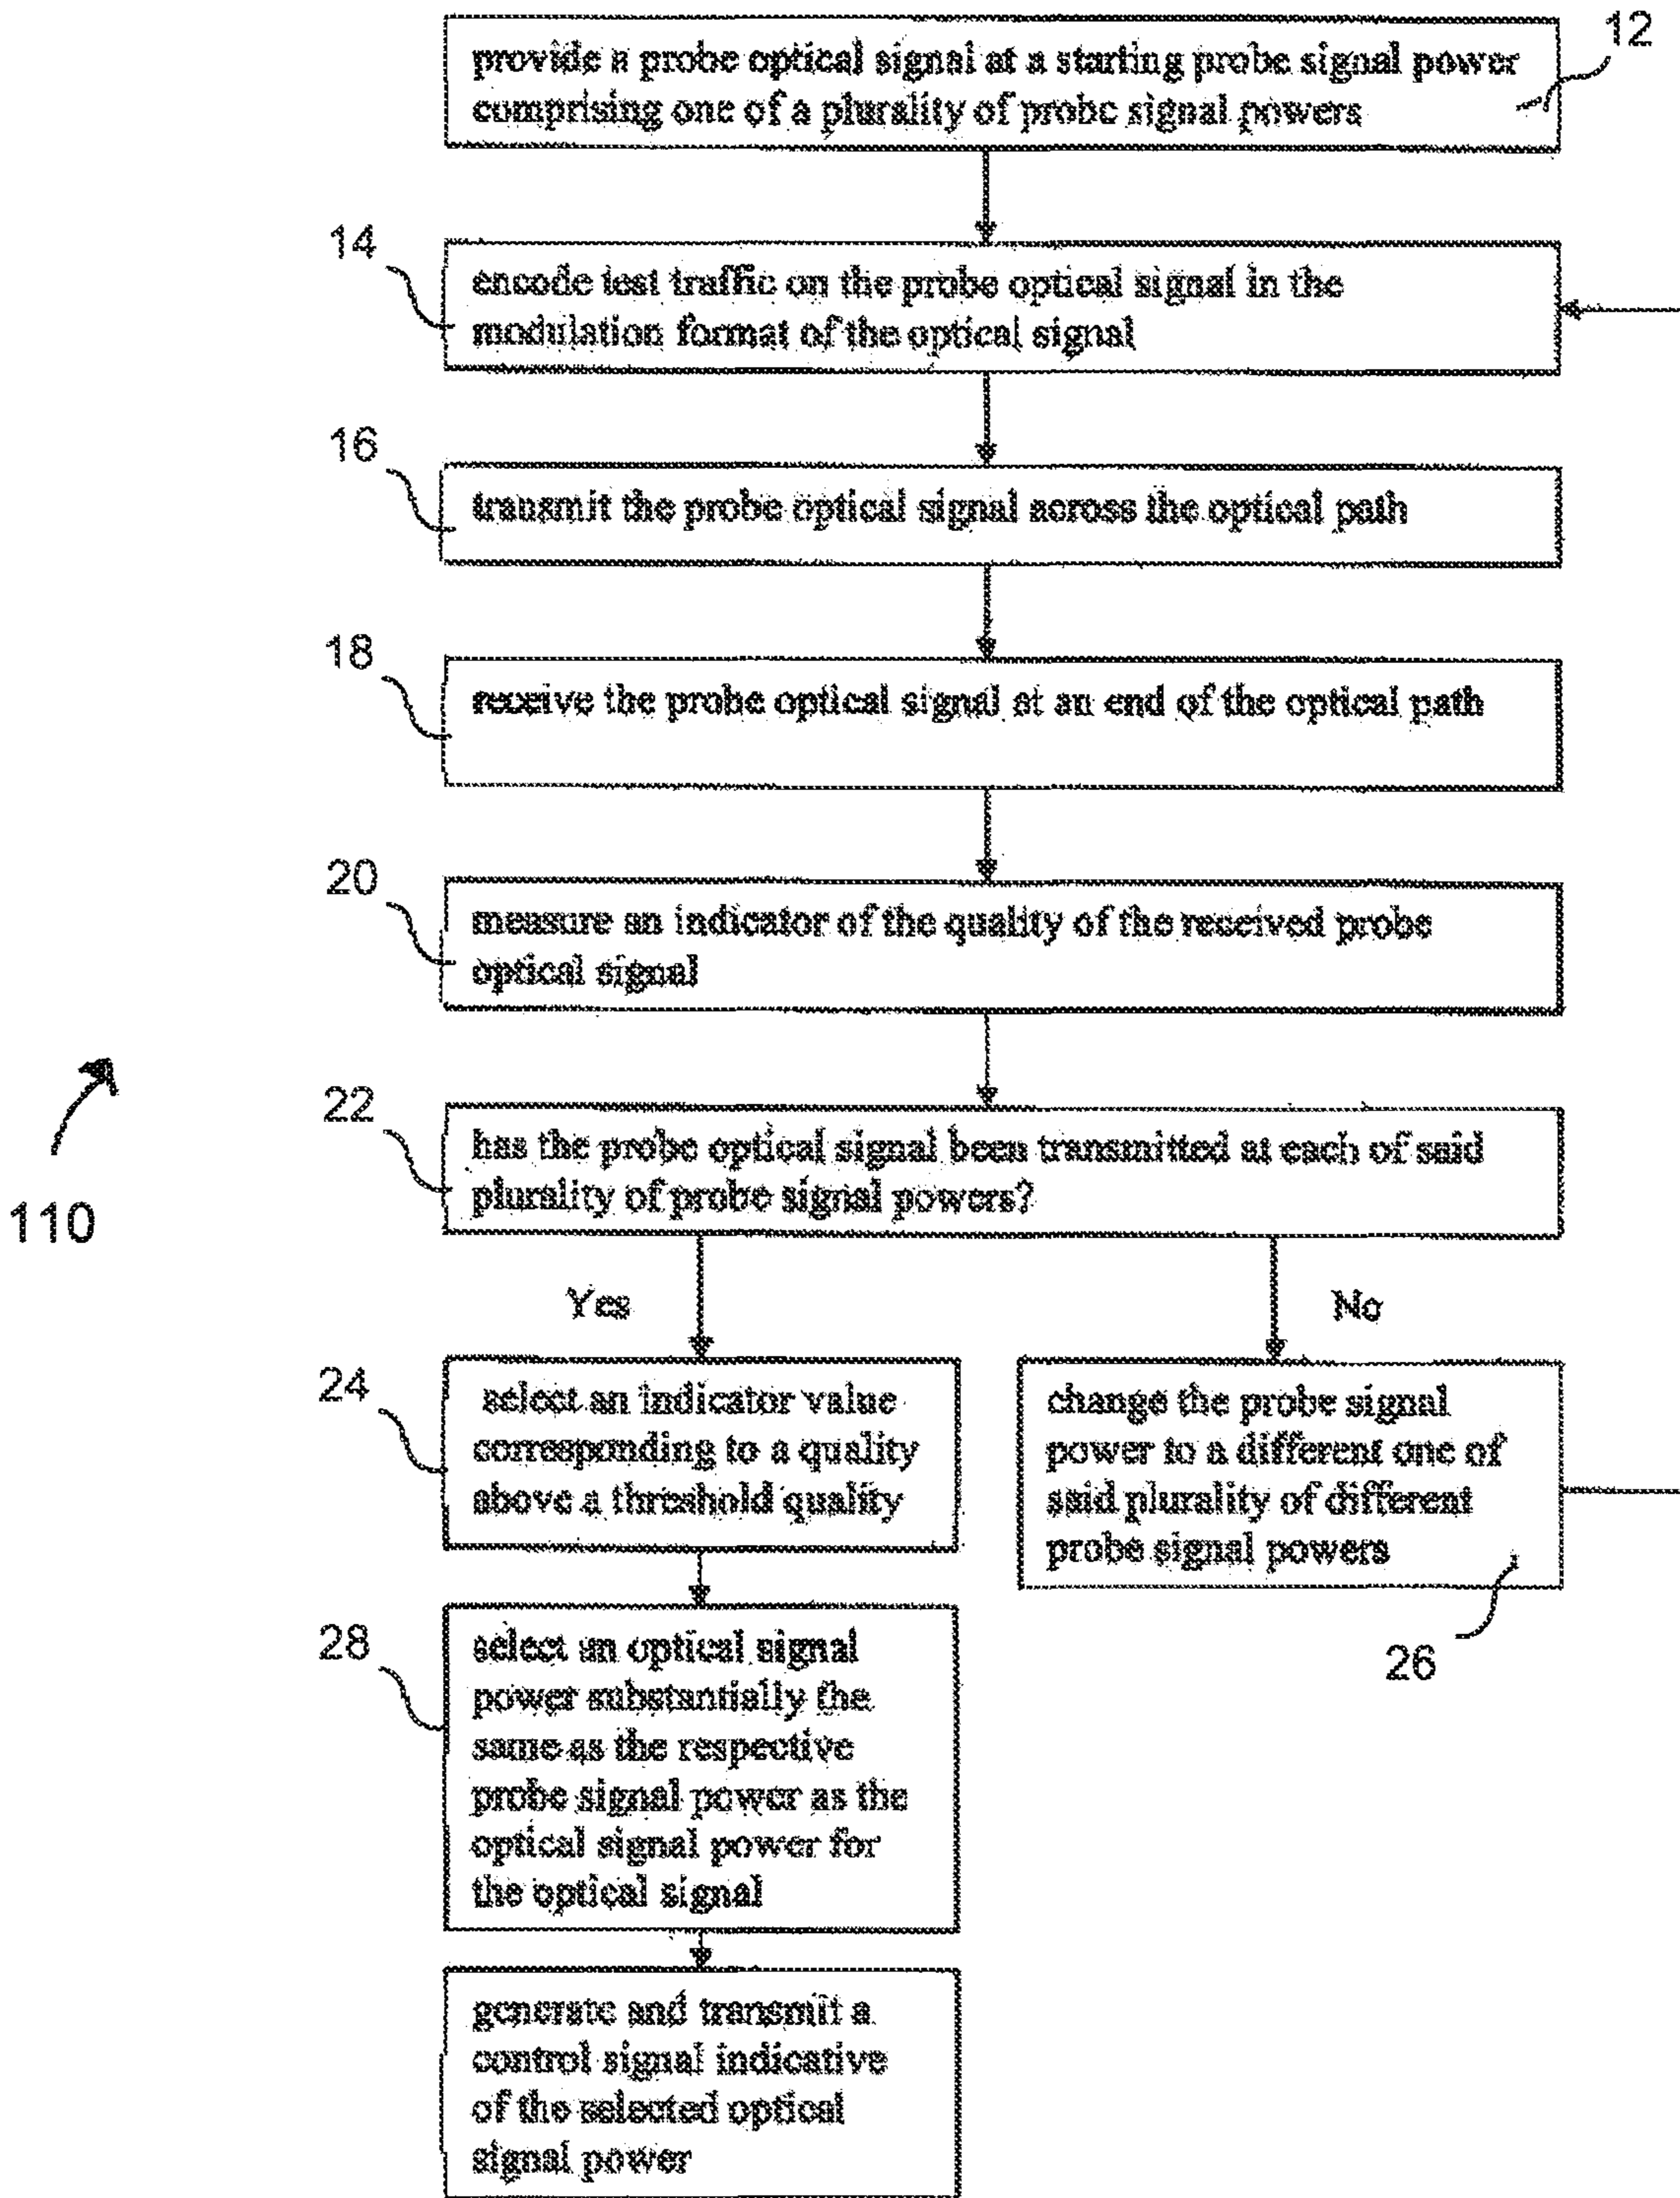 12
provide a probe optical signal at a starting probe signal power
comprising one of a plurality of probe signal powers
14
encode test traffic on the probe optical signal in the
modulation format of the optical signal
16
transmit the probe optical signal across the optical path
18
receive the probe optical signal at an end of the optical path
20
measure an indicator of the quality of the received probe
optical signal
110
22
has the probe optical signal been transmitted at each of said
plurality of probe signal powers?
Yes
No
24
select an indicator value
corresponding to a quality
above a threshold quality
change the probe signal
power to a different one of
said plurality of different
probe signal powers
26
28
select an optical signal
power substantially the
same as the respective
probe signal power as the
optical signal power for
the optical signal
generate and transmit a
control signal indicative
of the selected optical
signal power